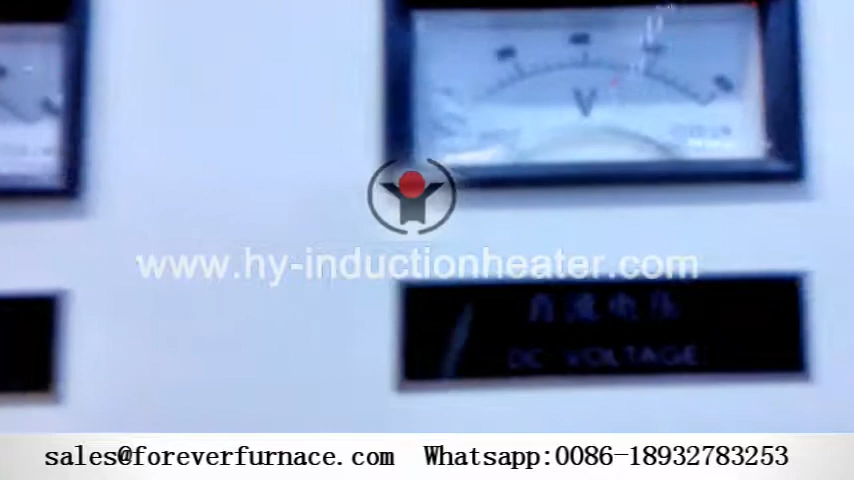 V
www.hy-inductionheater.com
直流电压
DC VOLTAGE
sales@foreverfurnace.com Whatsapp:0086-18932783253